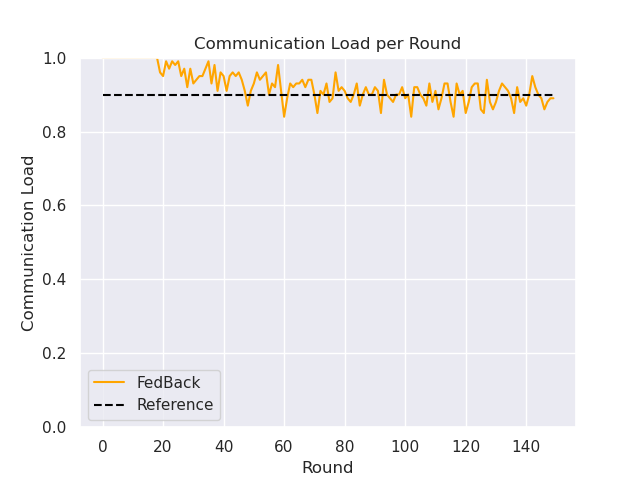 Communication Load per Round
Communication Load
1.0
0.8
0.6
0.4
0.2
0.0
FedBack
Reference
0 20 40 60 80 100 120 140
Round